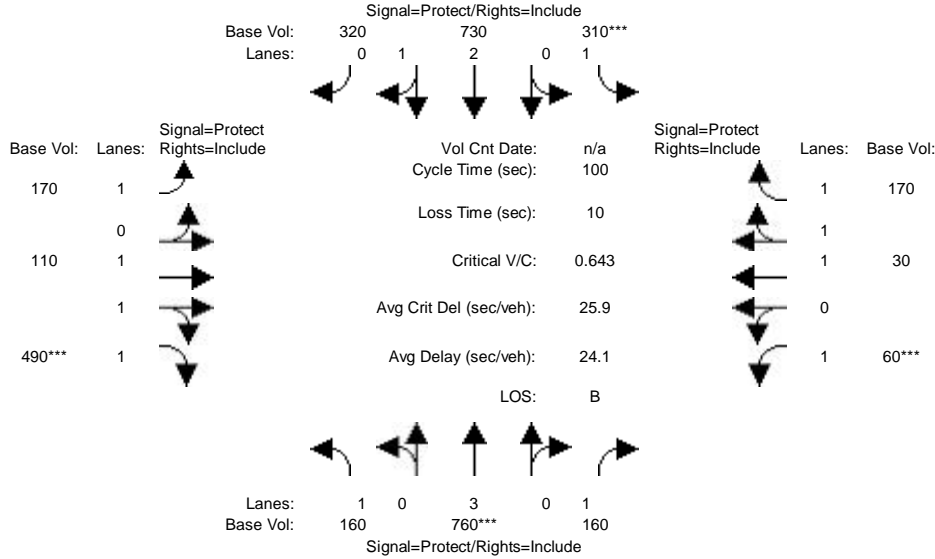 Signal=Protect/Rights=Include
Base Vol: 320 730 310***
Lanes: 0 1 2 0 1
Signal=Protect
Base Vol: Lanes: Rights=Include
Vol Cnt Date: n/a
Signal=Protect
Rights=Include Lanes: Base Vol:
Cycle Time (sec): 100
170 1
1 170
Loss Time (sec): 10
0
1
110 1
Critical V/C: 0.643
1 30
1
Avg Crit Del (sec/veh): 25.9
0
490*** 1
Avg Delay (sec/veh): 24.1
1 60***
LOS: B
Lanes: 1 0 3 0 1
Base Vol: 160 760*** 160
Signal=Protect/Rights=Include